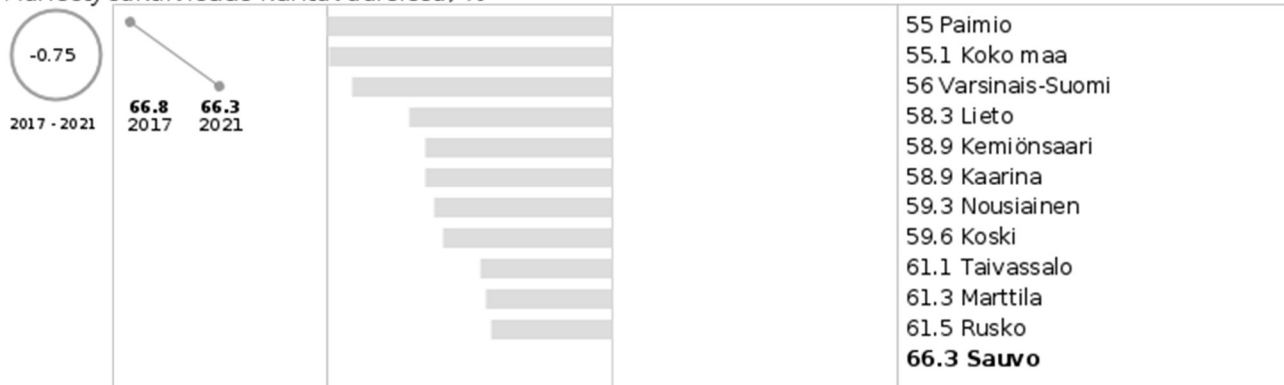 -0.75
2017 - 2021
66.8 66.3
2017 2021
55 Paimio
55.1 Koko maa
56 Varsinais-Suomi
58.3 Lieto
58.9 Kemiönsaari
58.9 Kaarina
59.3 Nousiainen
59.6 Koski
61.1 Taivassalo
61.3 Marttila
61.5 Rusko
66.3 Sauvo